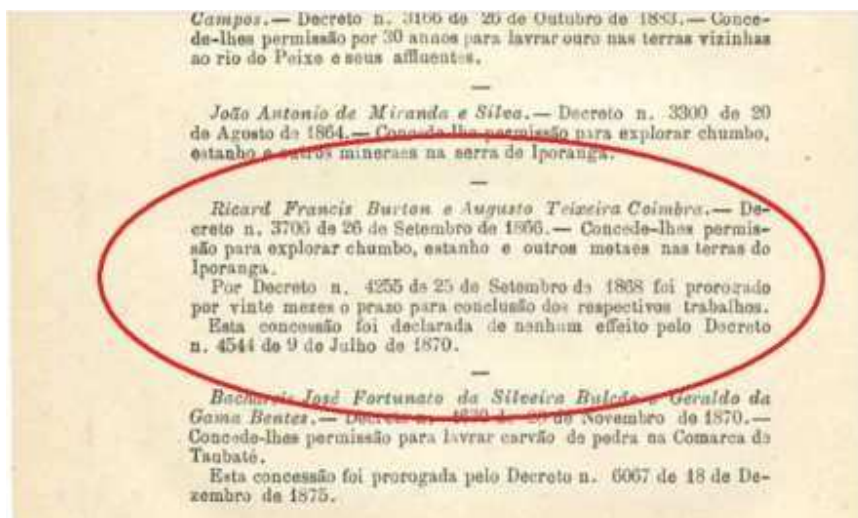 Campos.— Decreto n. 3166 de 26 de Outubro de 1883.— Conce-
de-lhes permissão por 30 annos para lavrar ouro nas terras vizinhas
ao rio do Peixe e seus affluentes.
João Antonio de Miranda e Silva.— Decreto n. 3300 de 20
de Agosto de 1864.— Concede-lhe permissão para explorar chumbo,
estanho e outros mineraes na serra de Iporanga.
Ricard Francis Burton e Augusto Teixeira Coimbra.— De-
creto n. 3706 de 26 de Setembro de 1866.— Concede-lhes permis-
são para explorar chumbo, estanho e outros metaes nas terras do
Iporanga.
Por Decreto n. 4255 de 25 de Setembro de 1868 foi prorogado
por vinte mezes o prazo para conclusão dos respectivos trabalhos.
Esta concessão foi declarada de nenhum effeito pelo Decreto
n. 4544 de 9 de Julho de 1870.
Bachareis José Fortunato da Silveira Bulcão e Geraldo da
Gama Bentes.— Decreto n. de Novembro de 1870.—
Concede-lhes permissão para lavrar carvão de pedra na Comarca de
Taubaté.
Esta concessão foi prorogada pelo Decreto n. 6067 de 18 de De-
zembro de 1875.